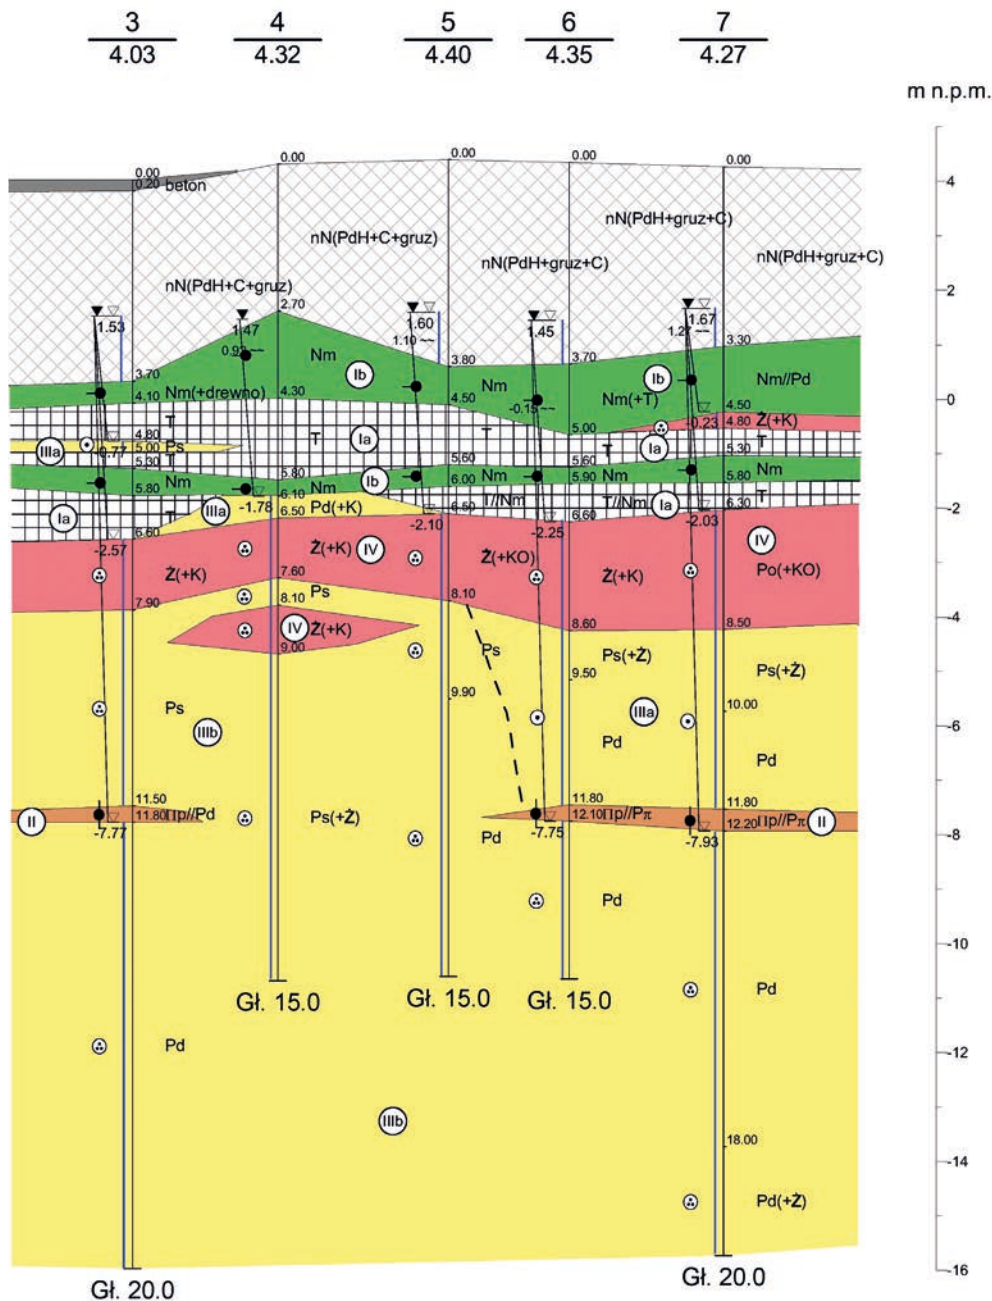 3 4 5 6 7
4.03 4.32 4.40 4.35 4.27
m n.p.m.
0.00 0.00 0.00 0.00 0.00
0.20 beton
4
nN(PdH+C+gruz) nN(PdH+gruz+C) nN(PdH+gruz+C)
nN(PdH+gruz+C)
nN(PdH+C+gruz)
2.70
2
1.53 1.47 1.60 1.45 1.67
0.92 ~~ 1.10 ~~ 1.27 ~~
3.70 Nm Ib 3.80 3.70 3.30
4.10 Nm(+drewno) 4.30 4.50 Nm Nm(+T) Ib Nm//Pd
0
-0.15 ~~ -0.23 4.50
4.80 Ż(+K)
T T Ia T 5.00 T Ia 5.30 T
4.80
IIIa 5.00 Ps
-0.77
5.30 T
5.80 Nm 5.80 Nm Ib 5.60 Nm 5.60 Nm 5.80 Nm
6.10 6.00 5.90
Ia T IIIa 6.50 Pd(+K) 6.50 T//Nm 6.60 T//Nm Ia 6.30 T
-2
6.60 -1.78 -2.10 -2.25 -2.03
-2.57
Ż(+K) Ż(+K) IV Ż(+KO) Ż(+K) IV Po(+KO)
7.60
7.90 Ps 8.10 8.60 8.50
8.10
-4
IV Ż(+K)
9.00 Ps Ps(+Ż) Ps(+Ż)
9.50
9.90 10.00
Ps IIIb IIIa
-6
Pd Pd
11.50 11.80 11.80
II 11.80 Πp//Pd Ps(+Ż) 12.10 Πp//Pπ 12.20 Πp//Pπ II
-7.77 -7.75 -7.93
-8
Pd
Pd
-10
Gł. 15.0 Gł. 15.0 Gł. 15.0 Pd
Pd
-12
IIIb
18.00
-14
Pd(+Ż)
-16
Gł. 20.0 Gł. 20.0